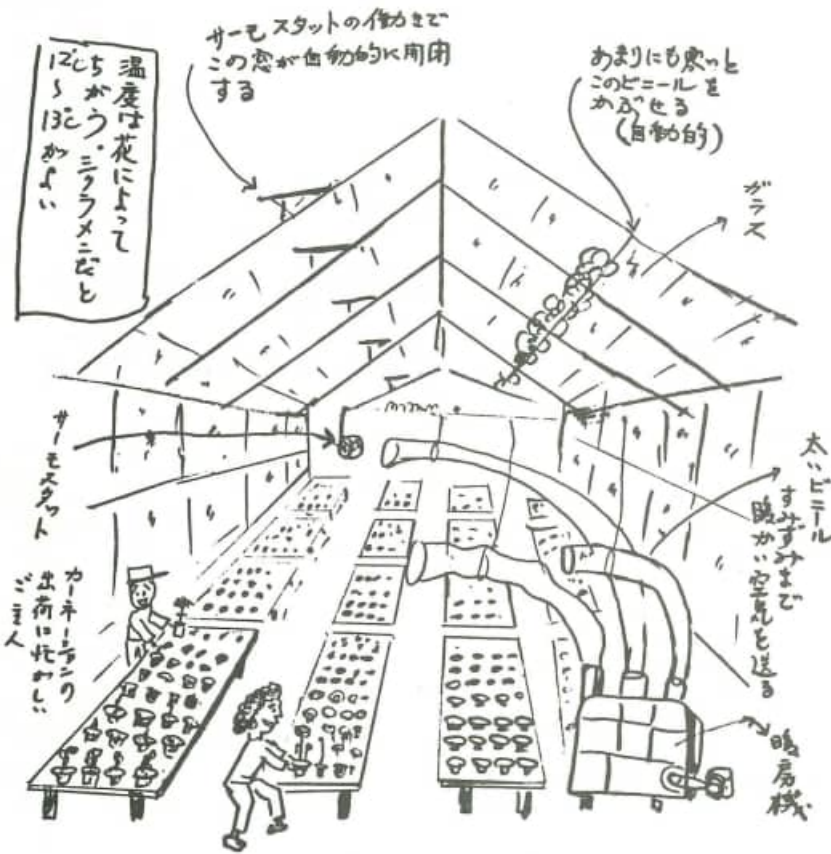 サーモスタットの働きで
この窓が自動的に開閉
する
あまりにも寒いと
このビニールを
かぶせる
(自動的)
温度は花によって
ちがう。シクラメンだと
12℃〜13℃がよい
ガラス
サーモスタット
太いビニール
すみずみまで
暖かい空気を送る
カーネーションの
出荷に忙がしい
ご主人
暖房機